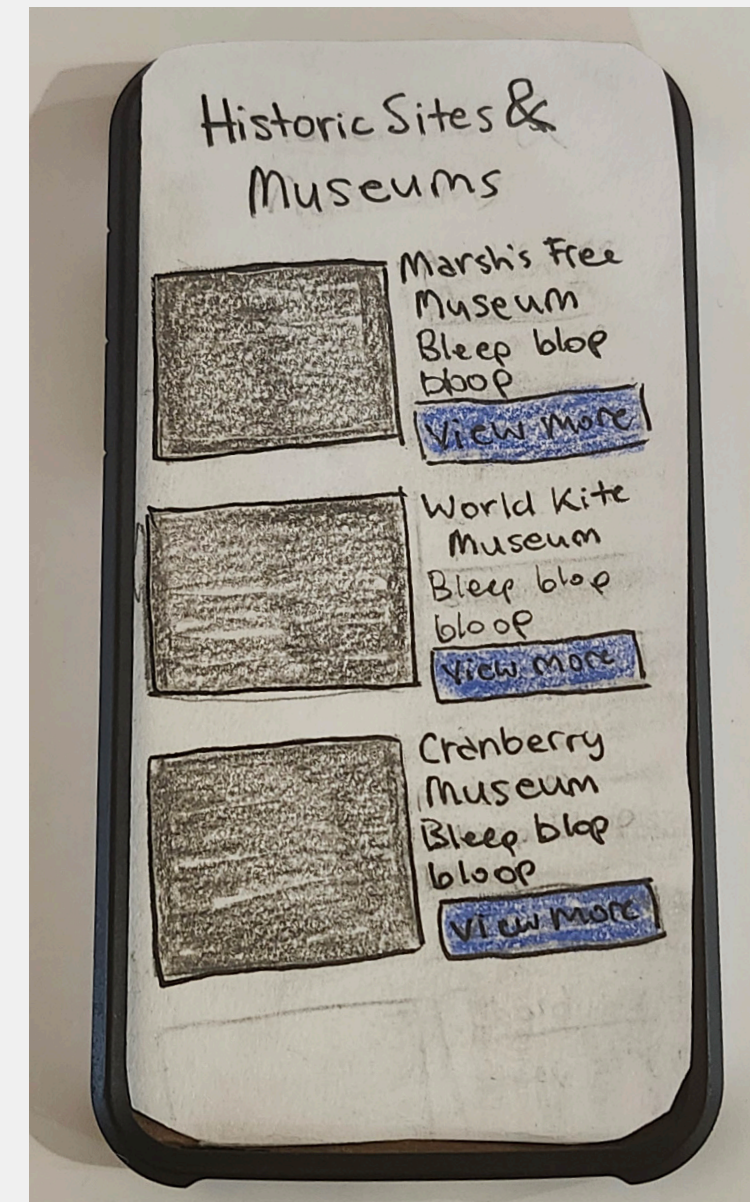 Historic Sites &
Museums
Marsh's Free
Museum
Bleep blop
bloop
View more
World Kite
Museum
Bleep blop
bloop
View more
Cranberry
Museum
Bleep blop
bloop
View more